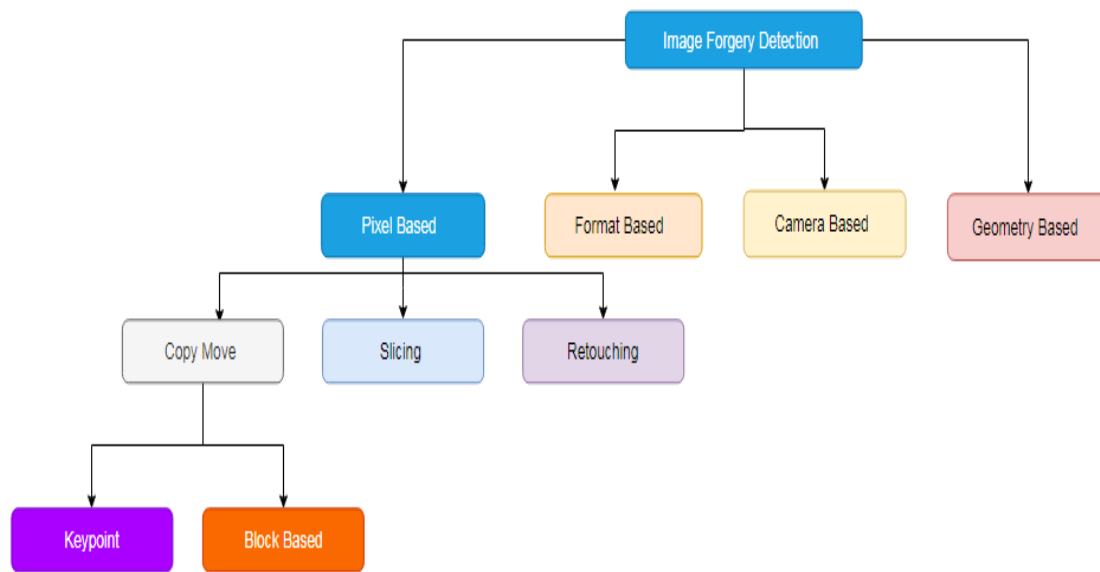 Image Forgery Detection
Pixel Based
Format Based
Camera Based
Geometry Based
Copy Move
Slicing
Retouching
Keypoint
Block Based